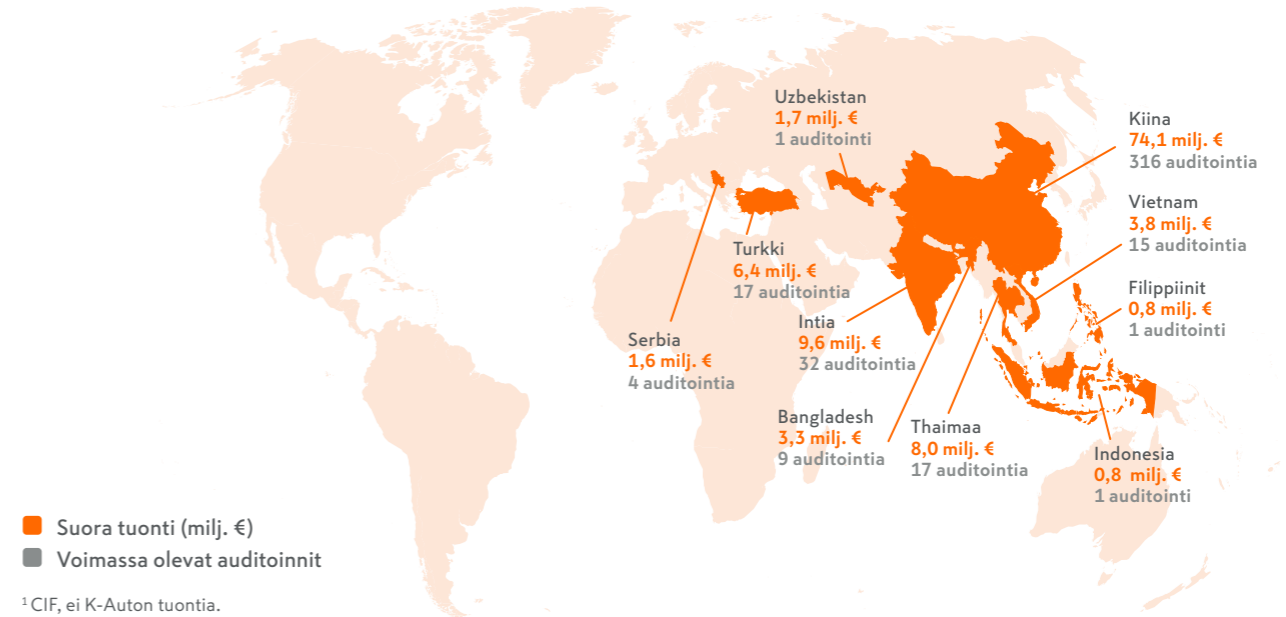 Uzbekistan
1,7 milj. €
1 auditointi
Kiina
74,1 milj. €
316 auditointia
Vietnam
3,8 milj. €
15 auditointia
Turkki
6,4 milj. €
17 auditointia
Filippiinit
0,8 milj. €
1 auditointi
Intia
9,6 milj. €
32 auditointia
Serbia
1,6 milj. €
4 auditointia
Bangladesh
3,3 milj. €
9 auditointia
Thaimaa
8,0 milj. €
17 auditointia
Indonesia
0,8 milj. €
1 auditointi
Suora tuonti (milj. €)
Voimassa olevat auditoinnit
¹ CIF, ei K-Auton tuontia.